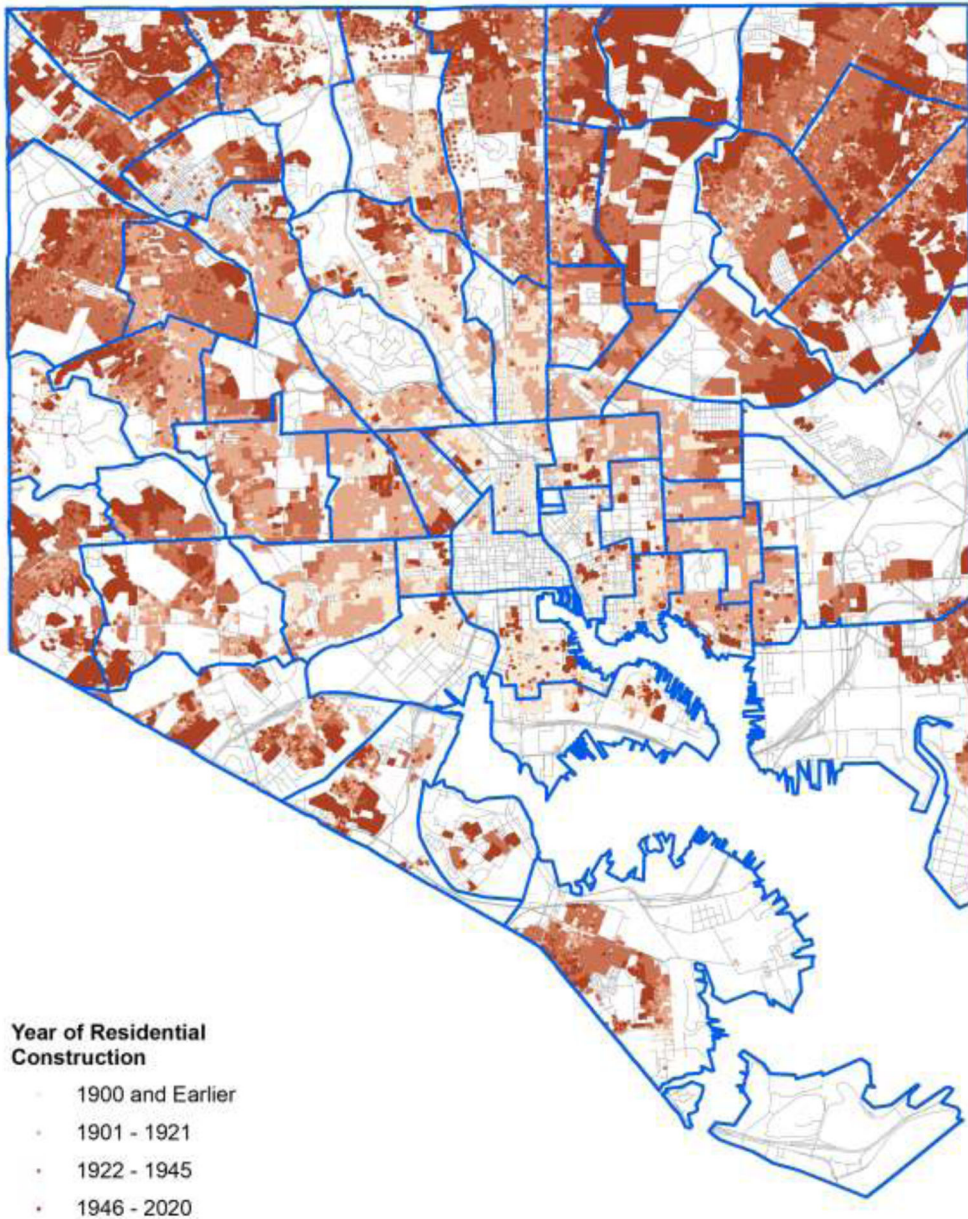 Year of Residential
Construction
1900 and Earlier
1901 - 1921
1922 - 1945
1946 - 2020